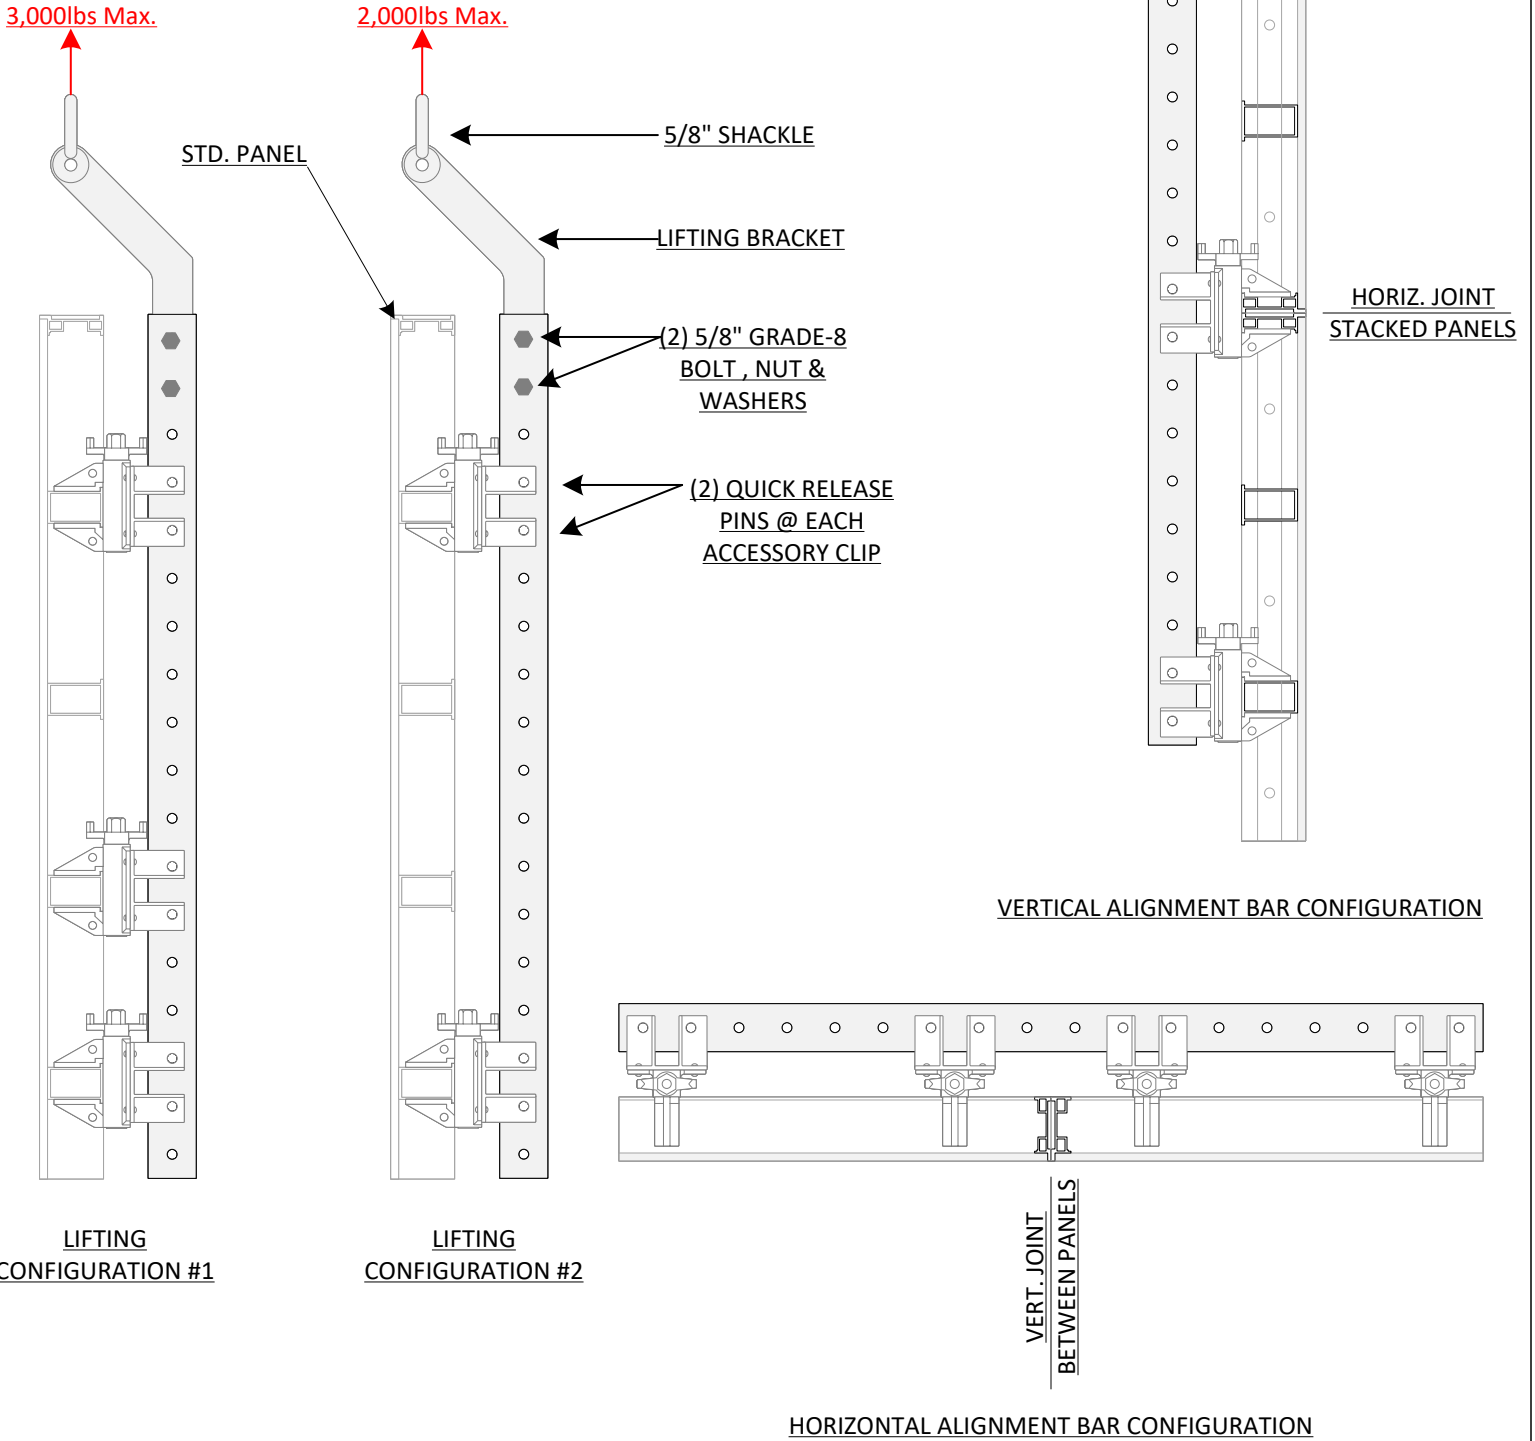 3,000lbs Max.
2,000lbs Max.
STD. PANEL
5/8" SHACKLE
LIFTING BRACKET
(2) 5/8" GRADE-8
BOLT , NUT &
WASHERS
(2) QUICK RELEASE
PINS @ EACH
ACCESSORY CLIP
HORIZ. JOINT
STACKED PANELS
VERTICAL ALIGNMENT BAR CONFIGURATION
LIFTING
CONFIGURATION #1
LIFTING
CONFIGURATION #2
VERT. JOINT
BETWEEN PANELS
HORIZONTAL ALIGNMENT BAR CONFIGURATION